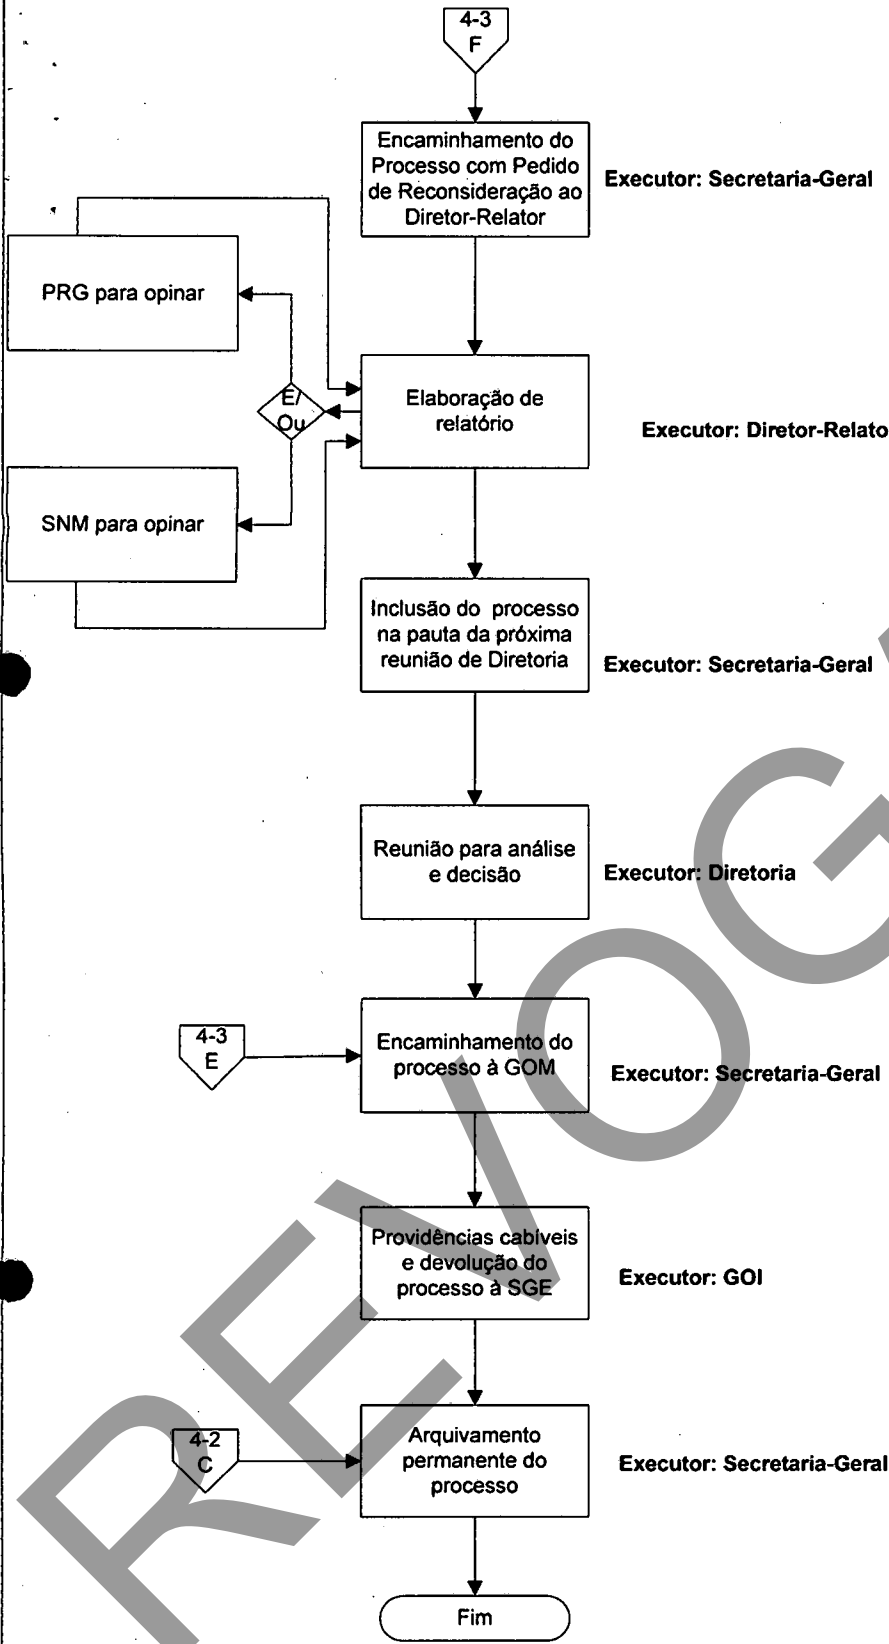 4-3
F
Encaminhamento do
Processo com Pedido
de Reconsideração ao
Diretor-Relator
Executor: Secretaria-Geral
PRG para opinar
E/
Ou
Elaboração de
relatório
Executor: Diretor-Relato
SNM para opinar
Inclusão do processo
na pauta da próxima
reunião de Diretoria
Executor: Secretaria-Geral
Reunião para análise
e decisão
Executor: Diretoria
4-3
E
Encaminhamento do
processo à GOM
Executor: Secretaria-Geral
Providências cabíveis
e devolução do
processo à SGE
Executor: GOI
4-2
C
Arquivamento
permanente do
processo
Executor: Secretaria-Geral
Fim
REVOG